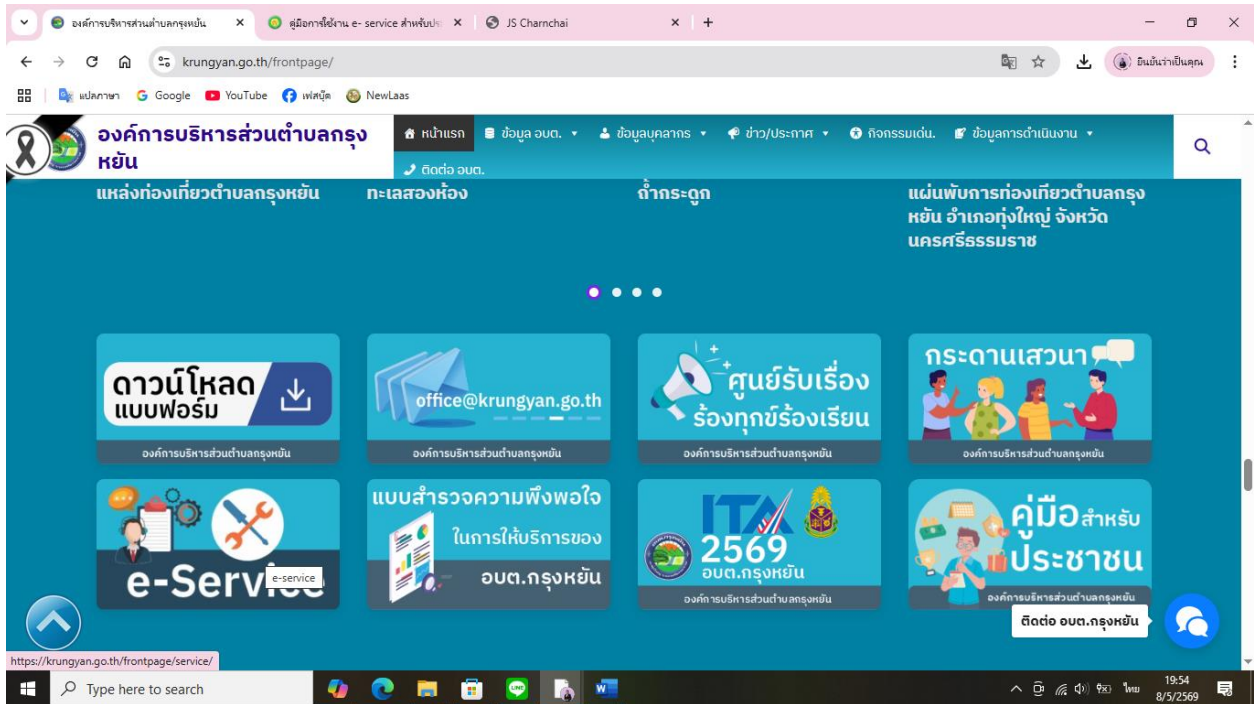 องค์การบริหารส่วนตำบลกรุงหยัน
คู่มือการใช้งาน e- service สำหรับประ
JS Charnchai
krungyan.go.th/frontpage/
ยืนยันว่าเป็นคุณ
แปลภาษา
Google
YouTube
เฟสบุ๊ค
NewLaas
องค์การบริหารส่วนตำบลกรุง
หยัน
หน้าแรก
ข้อมูล อบต.
ข้อมูลบุคลากร
ข่าว/ประกาศ
กิจกรรมเด่น.
ข้อมูลการดำเนินงาน
ติดต่อ อบต.
แหล่งท่องเที่ยวตำบลกรุงหยัน
ทะเลสองห้อง
ถ้ำกระดูก
แผ่นพับการท่องเทียวตำบลกรุง
หยัน อำเภอทุ่งใหญ่ จังหวัด
นครศรีธรรมราช
ดาวน์โหลด
แบบฟอร์ม
องค์การบริหารส่วนตำบลกรุงหยัน
office@krungyan.go.th
องค์การบริหารส่วนตำบลกรุงหยัน
ศูนย์รับเรื่อง
ร้องทุกข์ร้องเรียน
องค์การบริหารส่วนตำบลกรุงหยัน
กระดานเสวนา
องค์การบริหารส่วนตำบลกรุงหยัน
e-Service
e-service
แบบสำรวจความพึงพอใจ
ในการให้บริการของ
อบต.กรุงหยัน
ITA
2569
อบต.กรุงหยัน
องค์การบริหารส่วนตำบลกรุงหยัน
คู่มือสำหรับ
ประชาชน
องค์การบริหารส่วนตำบลกรุงหยัน
ติดต่อ อบต.กรุงหยัน
https://krungyan.go.th/frontpage/service/
Type here to search
ไทย
19:54
8/5/2569